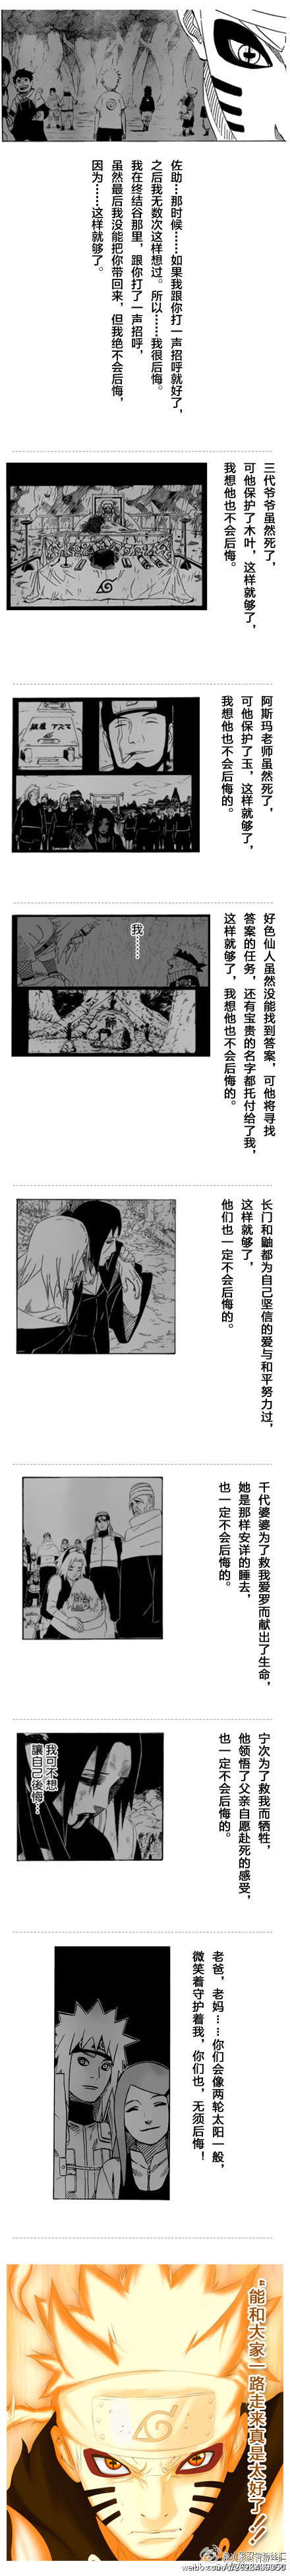 佐助…那时候……如果我跟你打一声招呼就好了,
之后我无数次这样想过。所以……我很后悔。
我在终结谷那里,跟你打了一声招呼,
虽然最后我没能把你带回来,但我绝不会后悔,
因为……这样就够了。
三代爷爷虽然死了,
可他保护了木叶,这样就够了,
我想他也不会后悔。
阿斯玛老师虽然死了,
可他保护了玉,这样就够了,
我想他也不会后悔的。
猿飛アスマ
好色仙人虽然没能找到答案,可他将寻找
答案的任务,还有宝贵的名字都托付给了我,
这样就够了,我想他也不会后悔的。
我……
长门和鼬都为自己坚信的爱与和平努力过,
这样就够了,
他们也一定不会后悔的。
千代婆婆为了救我爱罗而献出了生命,
她是那样安详的睡去,
也一定不会后悔的。
宁次为了救我而牺牲,
他领悟了父亲自愿赴死的感受,
也一定不会后悔的。
我可不想
讓自己後悔…
老爸,老妈……你们会像两轮太阳一般,
微笑着守护着我,你们也,无须后悔!
能和大家一路走来真是太好了!!